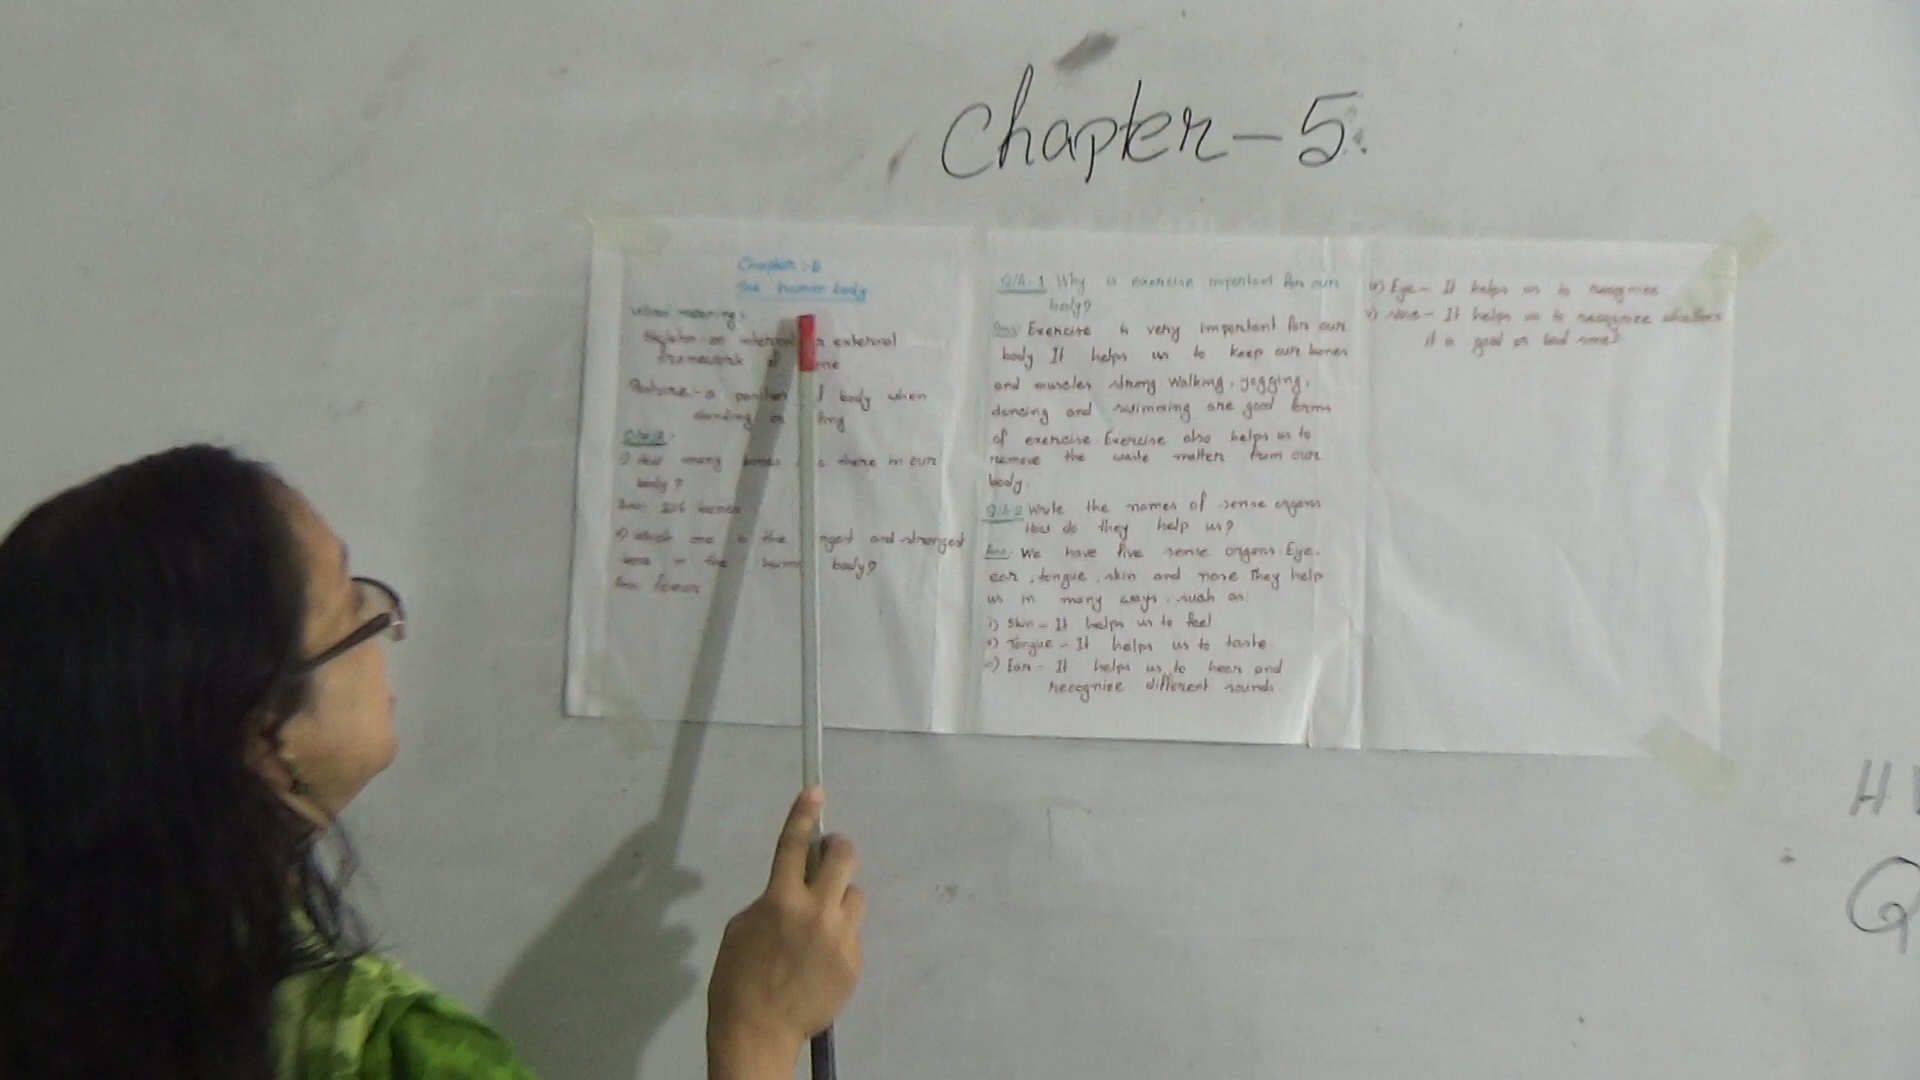 Chapter-5.
Chapter :-5
The human body
Word meaning:
external
framework of
a position body when
standing or
Q/A:
i) How many bones there in our
body?
Ans: 206 bones
ii) Which one is the and strongest
bone in the body?
Ans:
Q/A-1 Why is exercise important for our
body?
Ans: Exercise is very important for our
body It helps us to keep our bones
and muscles strong Walking, jogging,
dancing and swimming are good forms
of exercise Exercise also helps us to
remove the waste matter from our
body.
Q/A-2 Write the names of sense organs
How do they help us?
Ans: We have five sense organs. Eye,
ear, tongue, skin and nose They help
us in many ways. such as
i) Skin - It helps us to feel
ii) Tongue - It helps us to taste
iii) Ear - It helps us to hear and
recognize different sounds
iv) Eye - It helps us to recognize
v) Nose - It helps us to recognize whether
it a good or bad smell
H
Q